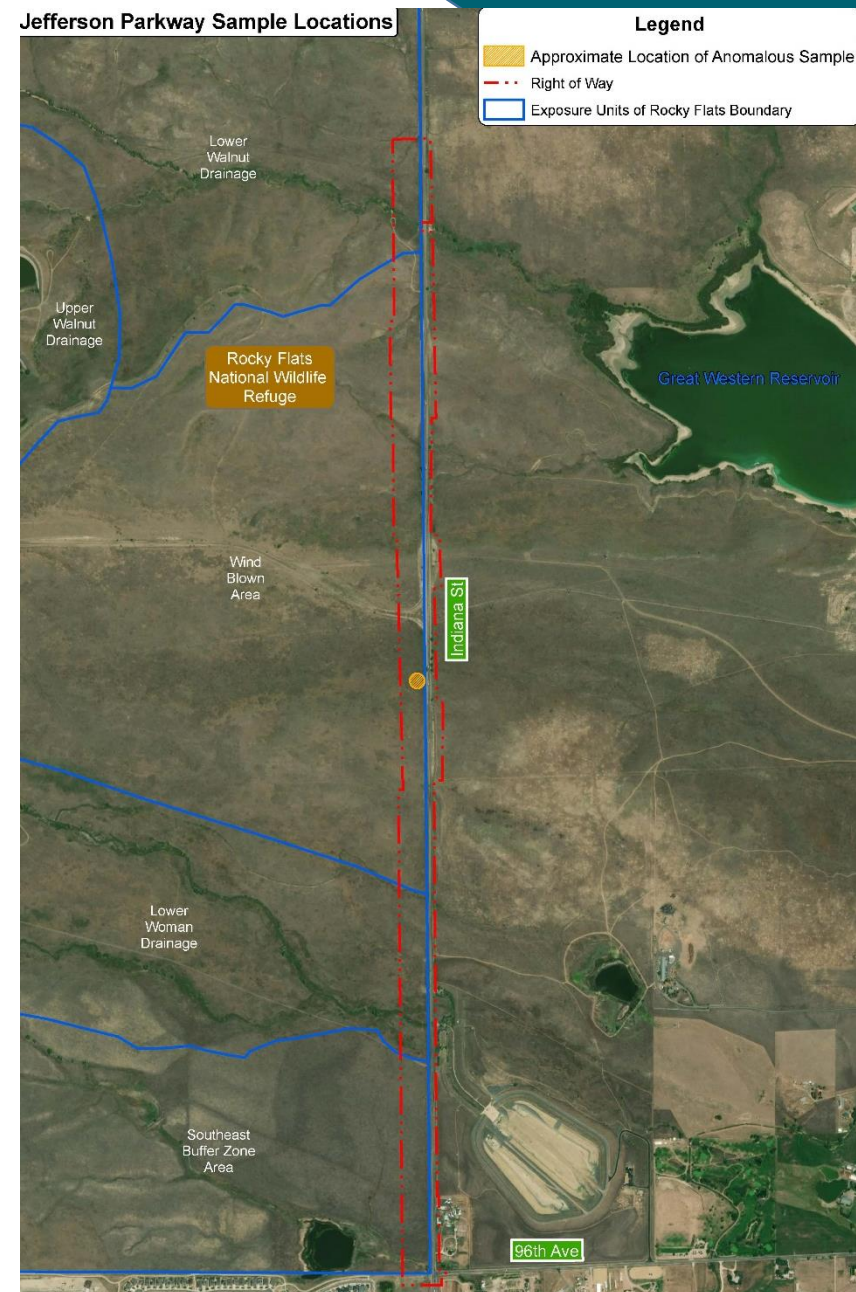 Jefferson Parkway Sample Locations
Legend
Approximate Location of Anomalous Sample
Right of Way
Exposure Units of Rocky Flats Boundary
Lower
Walnut
Drainage
Upper
Walnut
Drainage
Rocky Flats
National Wildlife
Refuge
Great Western Reservoir
Wind
Blown
Area
Indiana St
Lower
Woman
Drainage
Southeast
Buffer Zone
Area
96th Ave